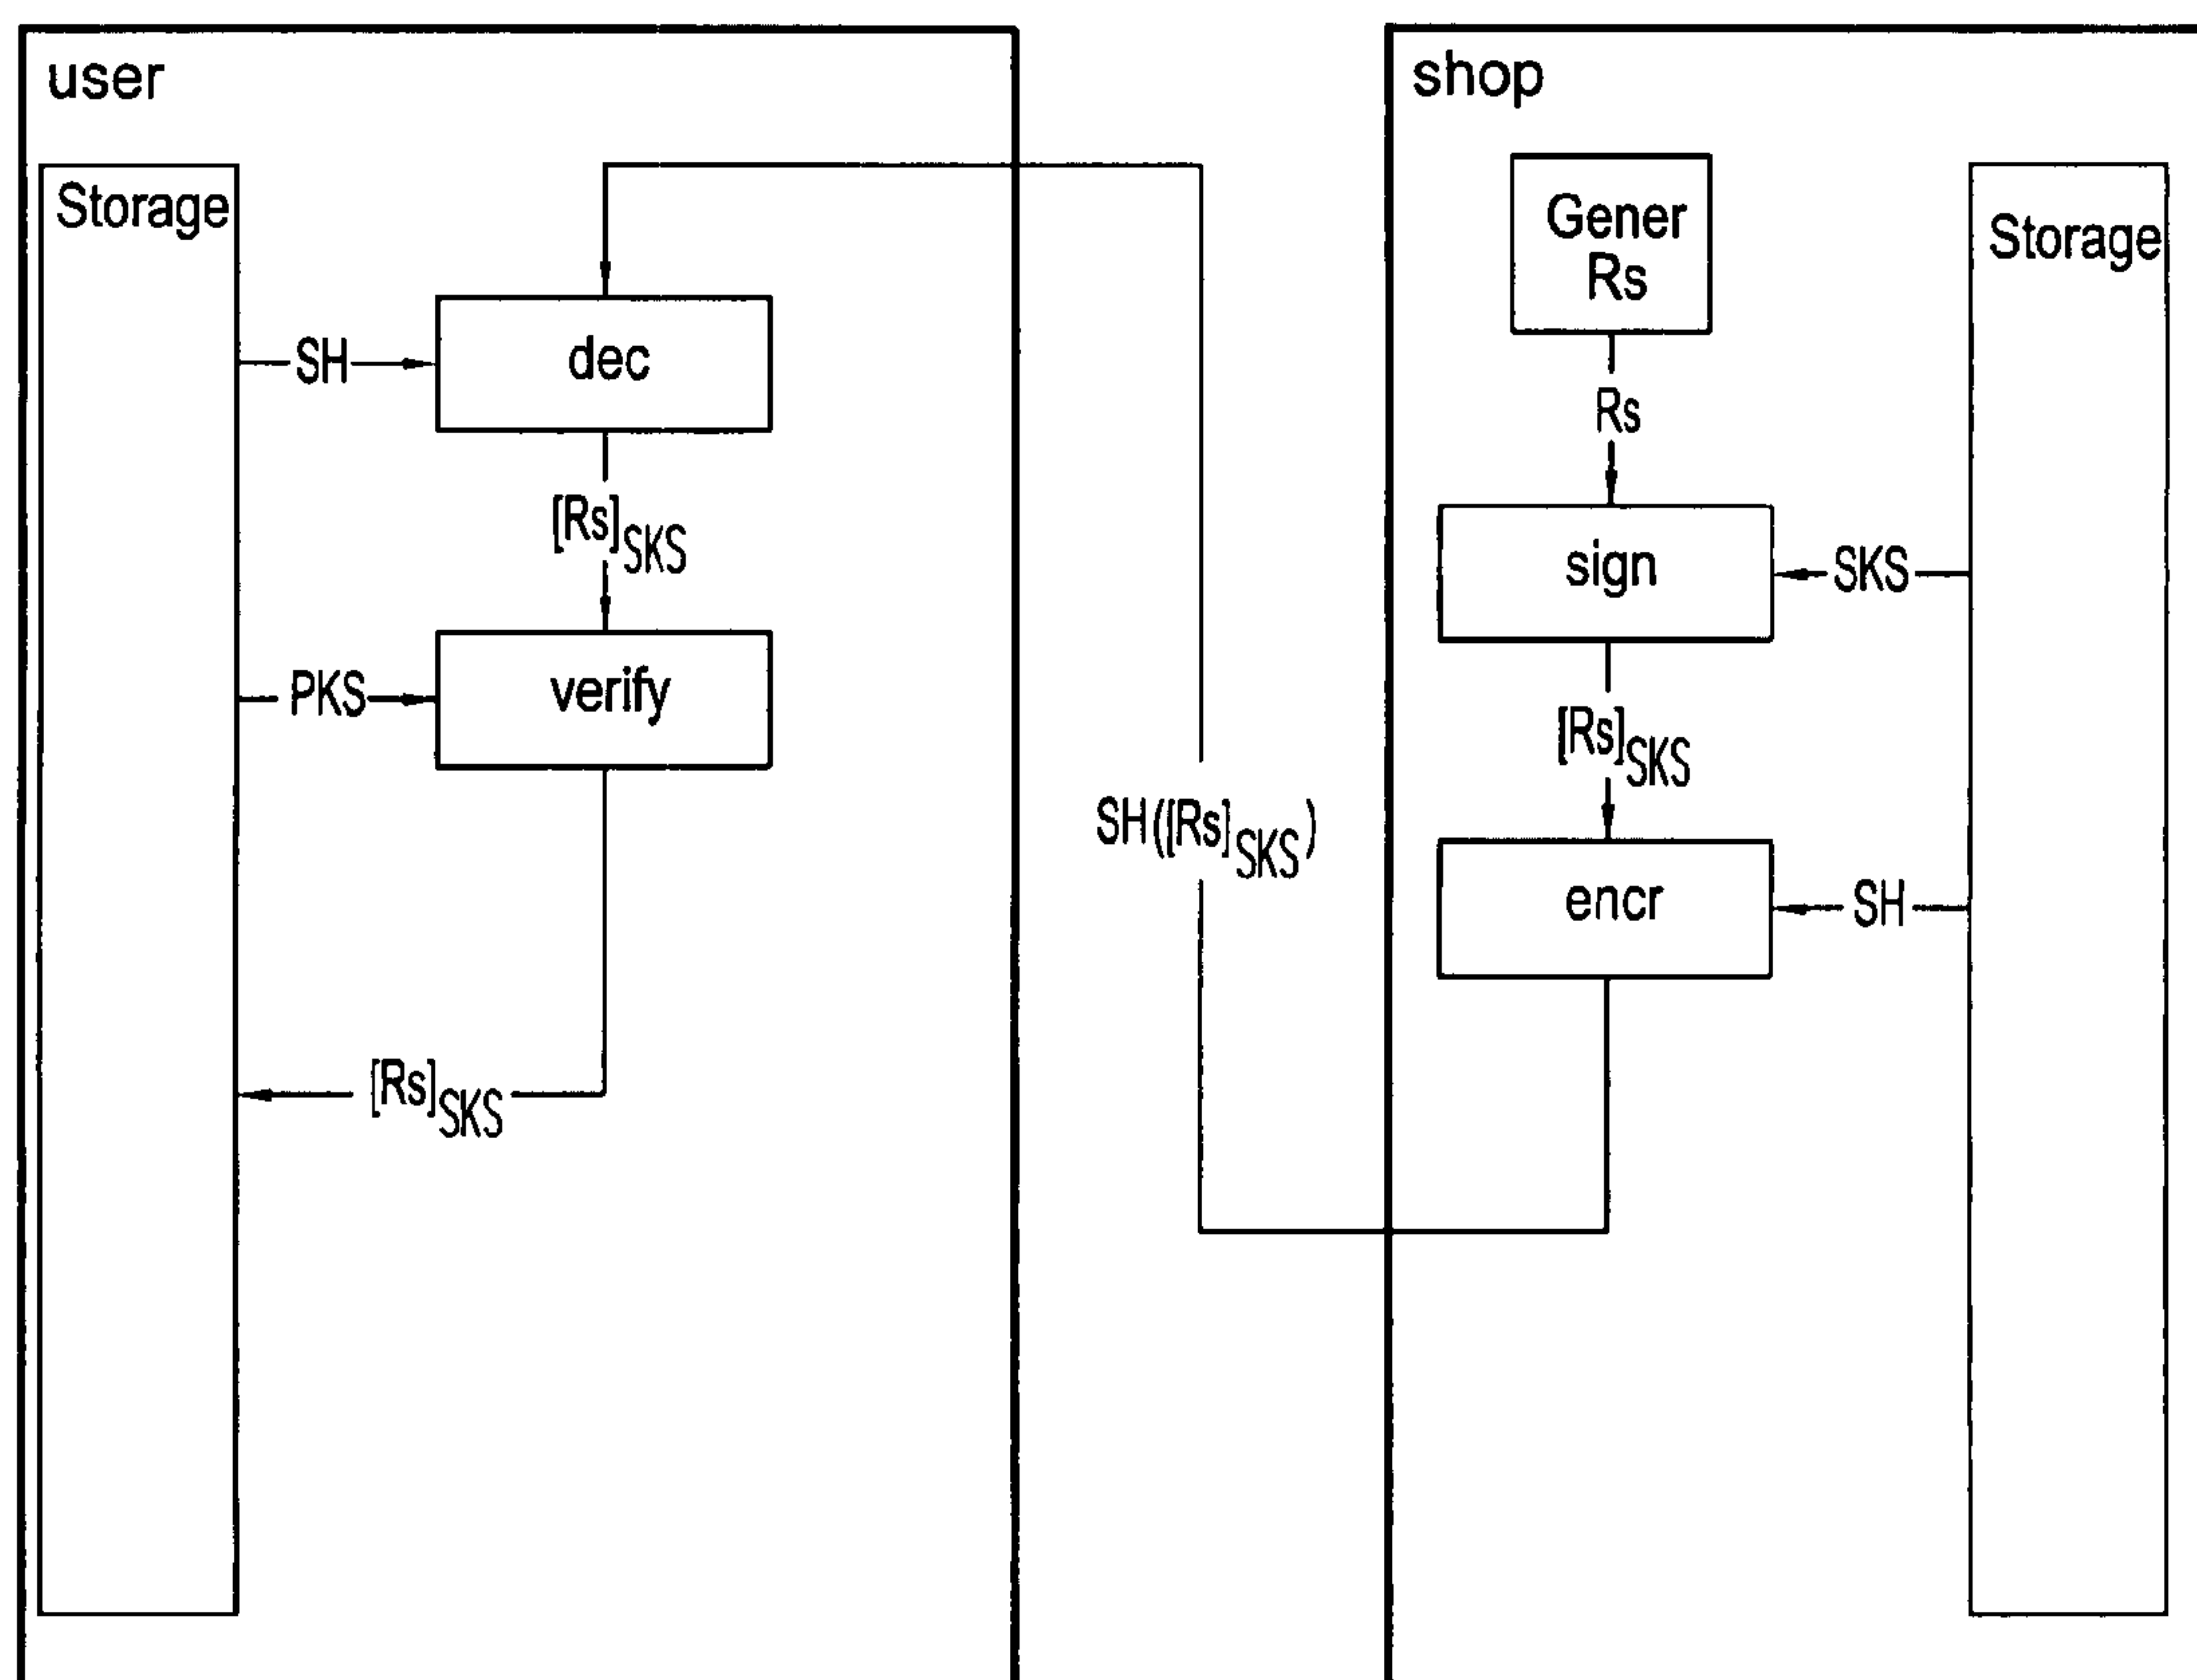 user
Storage
SH
dec
[Rs]SKS
PKS
verify
[Rs]SKS
SH([Rs]SKS)
shop
Gener
Rs
Storage
Rs
sign
SKS
[Rs]SKS
encr
SH